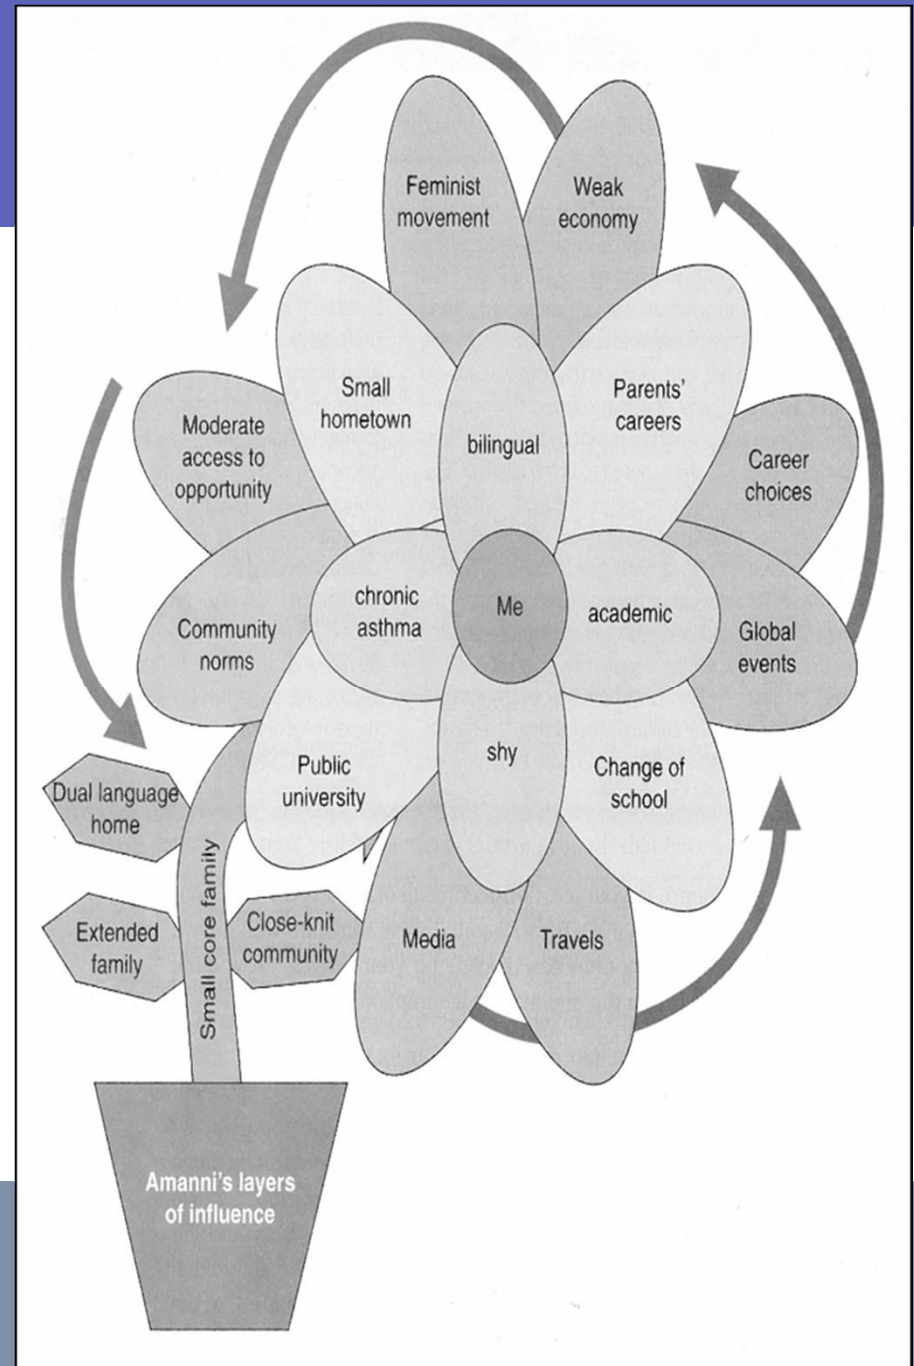 Feminist
movement
Weak
economy
Small
hometown
Parents'
careers
bilingual
Moderate
access to
opportunity
Career
choices
chronic
asthma
Me
academic
Community
norms
Global
events
shy
Public
university
Change of
school
Dual language
home
Small core family
Extended
family
Close-knit
community
Media
Travels
Amanni's layers
of influence